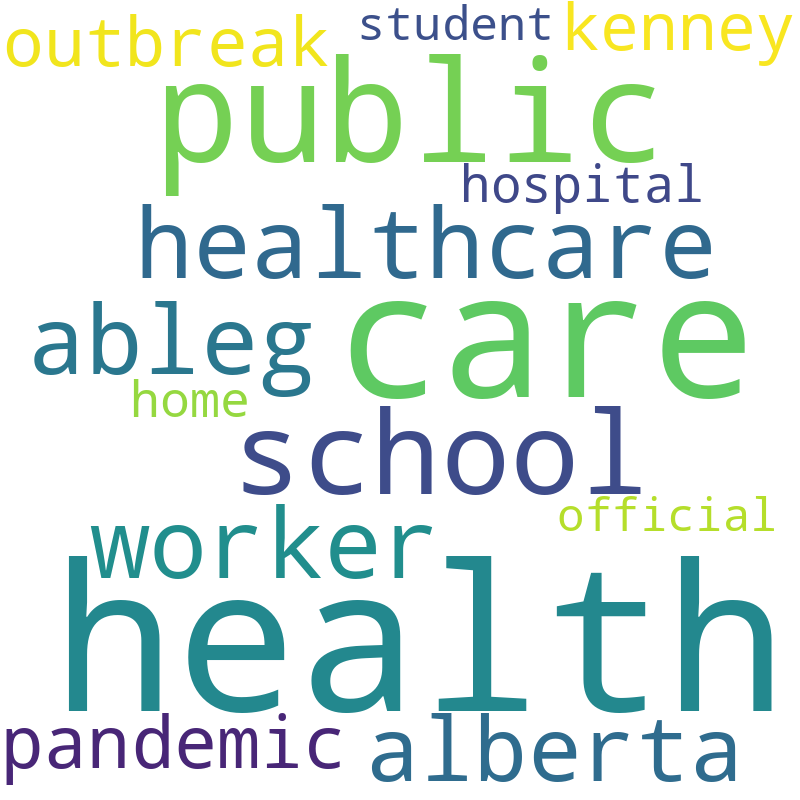 outbreak student kenney
public
hospital
healthcare
ableg care
home
school
official
worker
health
pandemic alberta